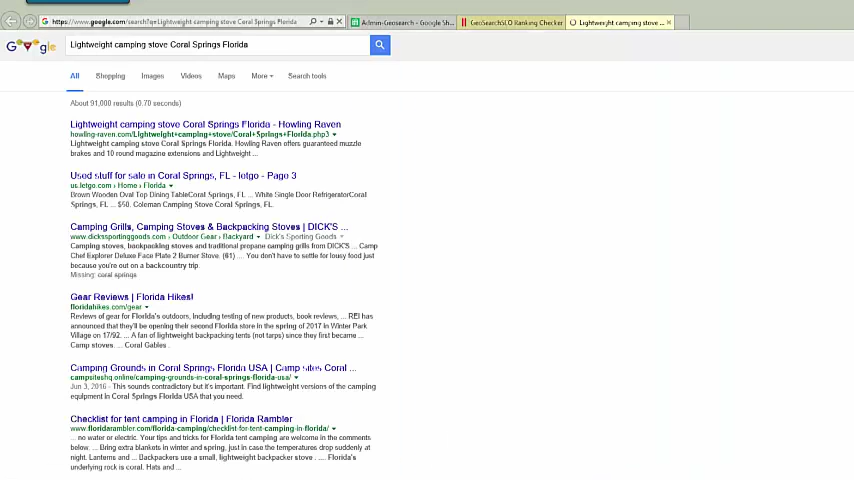 https://www.google.com/search?q=Lightweight camping stove Coral Springs Florida
Admin-Geosearch - Google Sh...
GeoSearchSEO Ranking Checker
Lightweight camping stove ...
Google
Lightweight camping stove Coral Springs Florida
All Shopping Images Videos Maps More Search tools
About 91,000 results (0.70 seconds)
Lightweight camping stove Coral Springs Florida - Howling Raven
howling-raven.com/Lightweight+camping+stove/Coral+Springs+Florida.php3
Lightweight camping stove Coral Springs Florida. Howling Raven offers guaranteed muzzle
brakes and 10 round magazine extensions and Lightweight ...
Used stuff for sale in Coral Springs, FL - letgo - Page 3
us.letgo.com › Home › Florida
Brown Wooden Oval Top Dining TableCoral Springs, FL ... White Single Door RefrigeratorCoral
Springs, FL ... $50. Coleman Camping Stove Coral Springs, FL.
Camping Grills, Camping Stoves & Backpacking Stoves | DICK'S ...
www.dickssportinggoods.com › Outdoor Gear › Backyard Dick's Sporting Goods
Camping stoves, backpacking stoves and traditional propane camping grills from DICK'S ... Camp
Chef Explorer Deluxe Face Plate 2 Burner Stove. (61) ... You don't have to settle for lousy food just
because you're out on a backcountry trip.
Missing: coral springs
Gear Reviews | Florida Hikes!
floridahikes.com/gear
Reviews of gear for Florida's outdoors, including testing of new products, book reviews, ... REI has
announced that they'll be opening their second Florida store in the spring of 2017 in Winter Park
Village on 17/92. ... A fan of lightweight backpacking tents (not tarps) since they first became ...
Camp stoves. ... Coral Gables .
Camping Grounds in Coral Springs Florida USA | Camp sites Coral ...
campsiteshq.online/camping-grounds-in-coral-springs-florida-usa/
Jun 3, 2016 - This sounds contradictory but it's important. Find lightweight versions of the camping
equipment in Coral Springs Florida USA that you need.
Checklist for tent camping in Florida | Florida Rambler
www.floridarambler.com/florida-camping/checklist-for-tent-camping-in-florida/
... no water or electric. Your tips and tricks for Florida tent camping are welcome in the comments
below. ... Bring extra blankets in winter and spring, just in case the temperatures drop suddenly at
night. Lanterns and ... Backpackers use a small, lightweight backpacker stove . ... Florida's
underlying rock is coral. Hats and ...